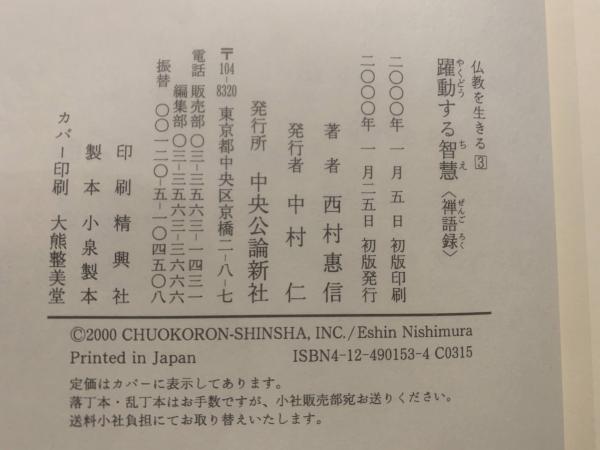 仏教を生きる 3
躍動する智慧〈禅語録〉
やくどう ちえ ぜんごろく
二〇〇〇年 一月 五日 初版印刷
二〇〇〇年 一月二五日 初版発行
著者 西村惠信
発行者 中村仁
発行所 中央公論新社
〒104-8320 東京都中央区京橋二-八-七
電話 販売部 〇三-三五六三-一四三一
編集部 〇三-三五六三-三六六六
振替 〇〇一二〇-五-一〇四五〇八
印刷 精興社
製本 小泉製本
カバー印刷 大熊整美堂
©2000 CHUOKORON-SHINSHA, INC./Eshin Nishimura
Printed in Japan ISBN4-12-490153-4 C0315
定価はカバーに表示してあります。
落丁本・乱丁本はお手数ですが、小社販売部宛お送りください。
送料小社負担にてお取り替えいたします。